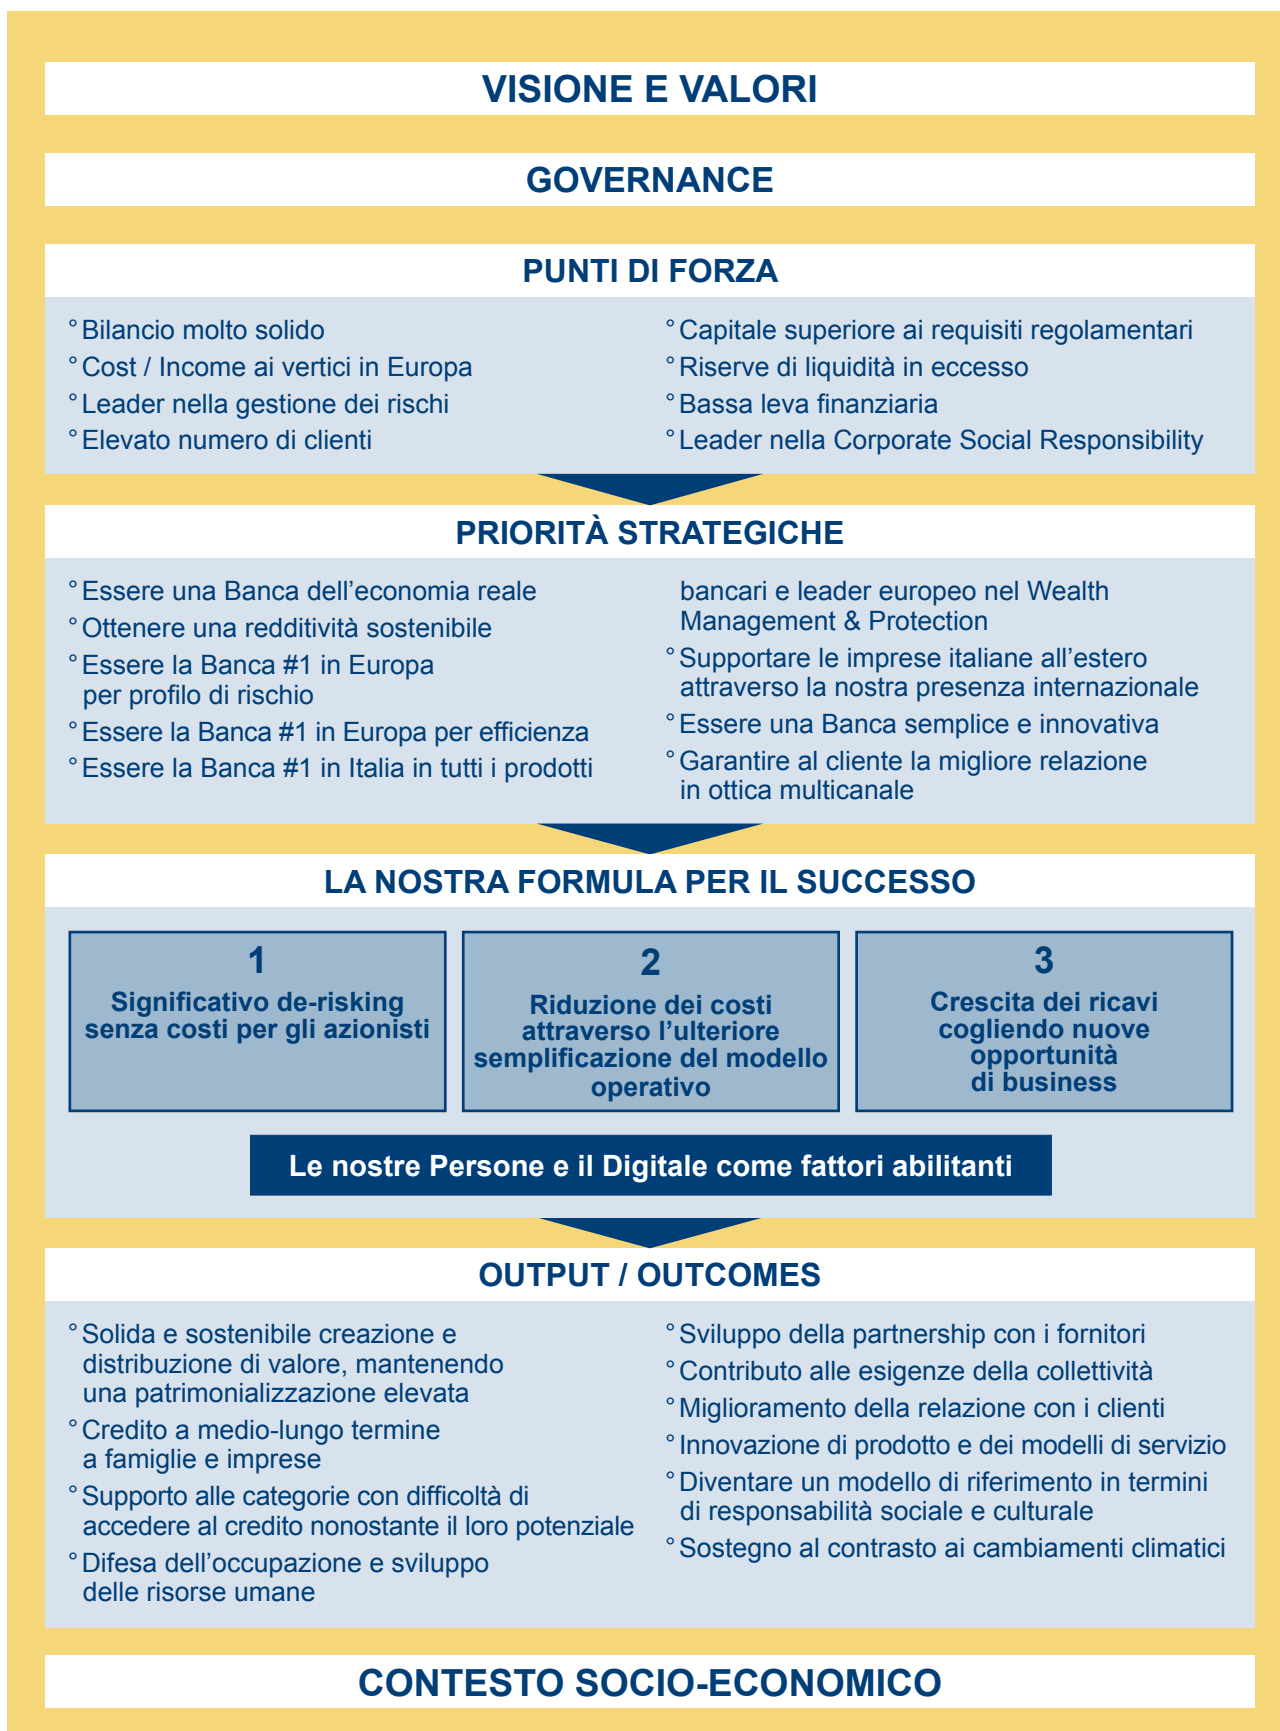 VISIONE E VALORI
GOVERNANCE
PUNTI DI FORZA
° Bilancio molto solido
° Cost / Income ai vertici in Europa
° Leader nella gestione dei rischi
° Elevato numero di clienti
° Capitale superiore ai requisiti regolamentari
° Riserve di liquidità in eccesso
° Bassa leva finanziaria
° Leader nella Corporate Social Responsibility
PRIORITÀ STRATEGICHE
° Essere una Banca dell’economia reale
° Ottenere una redditività sostenibile
° Essere la Banca #1 in Europa
per profilo di rischio
° Essere la Banca #1 in Europa per efficienza
° Essere la Banca #1 in Italia in tutti i prodotti
bancari e leader europeo nel Wealth
Management & Protection
° Supportare le imprese italiane all’estero
attraverso la nostra presenza internazionale
° Essere una Banca semplice e innovativa
° Garantire al cliente la migliore relazione
in ottica multicanale
LA NOSTRA FORMULA PER IL SUCCESSO
1
Significativo de-risking
senza costi per gli azionisti
2
Riduzione dei costi
attraverso l’ulteriore
semplificazione del modello
operativo
3
Crescita dei ricavi
cogliendo nuove
opportunità
di business
Le nostre Persone e il Digitale come fattori abilitanti
OUTPUT / OUTCOMES
° Solida e sostenibile creazione e
distribuzione di valore, mantenendo
una patrimonializzazione elevata
° Credito a medio-lungo termine
a famiglie e imprese
° Supporto alle categorie con difficoltà di
accedere al credito nonostante il loro potenziale
° Difesa dell’occupazione e sviluppo
delle risorse umane
° Sviluppo della partnership con i fornitori
° Contributo alle esigenze della collettività
° Miglioramento della relazione con i clienti
° Innovazione di prodotto e dei modelli di servizio
° Diventare un modello di riferimento in termini
di responsabilità sociale e culturale
° Sostegno al contrasto ai cambiamenti climatici
CONTESTO SOCIO-ECONOMICO